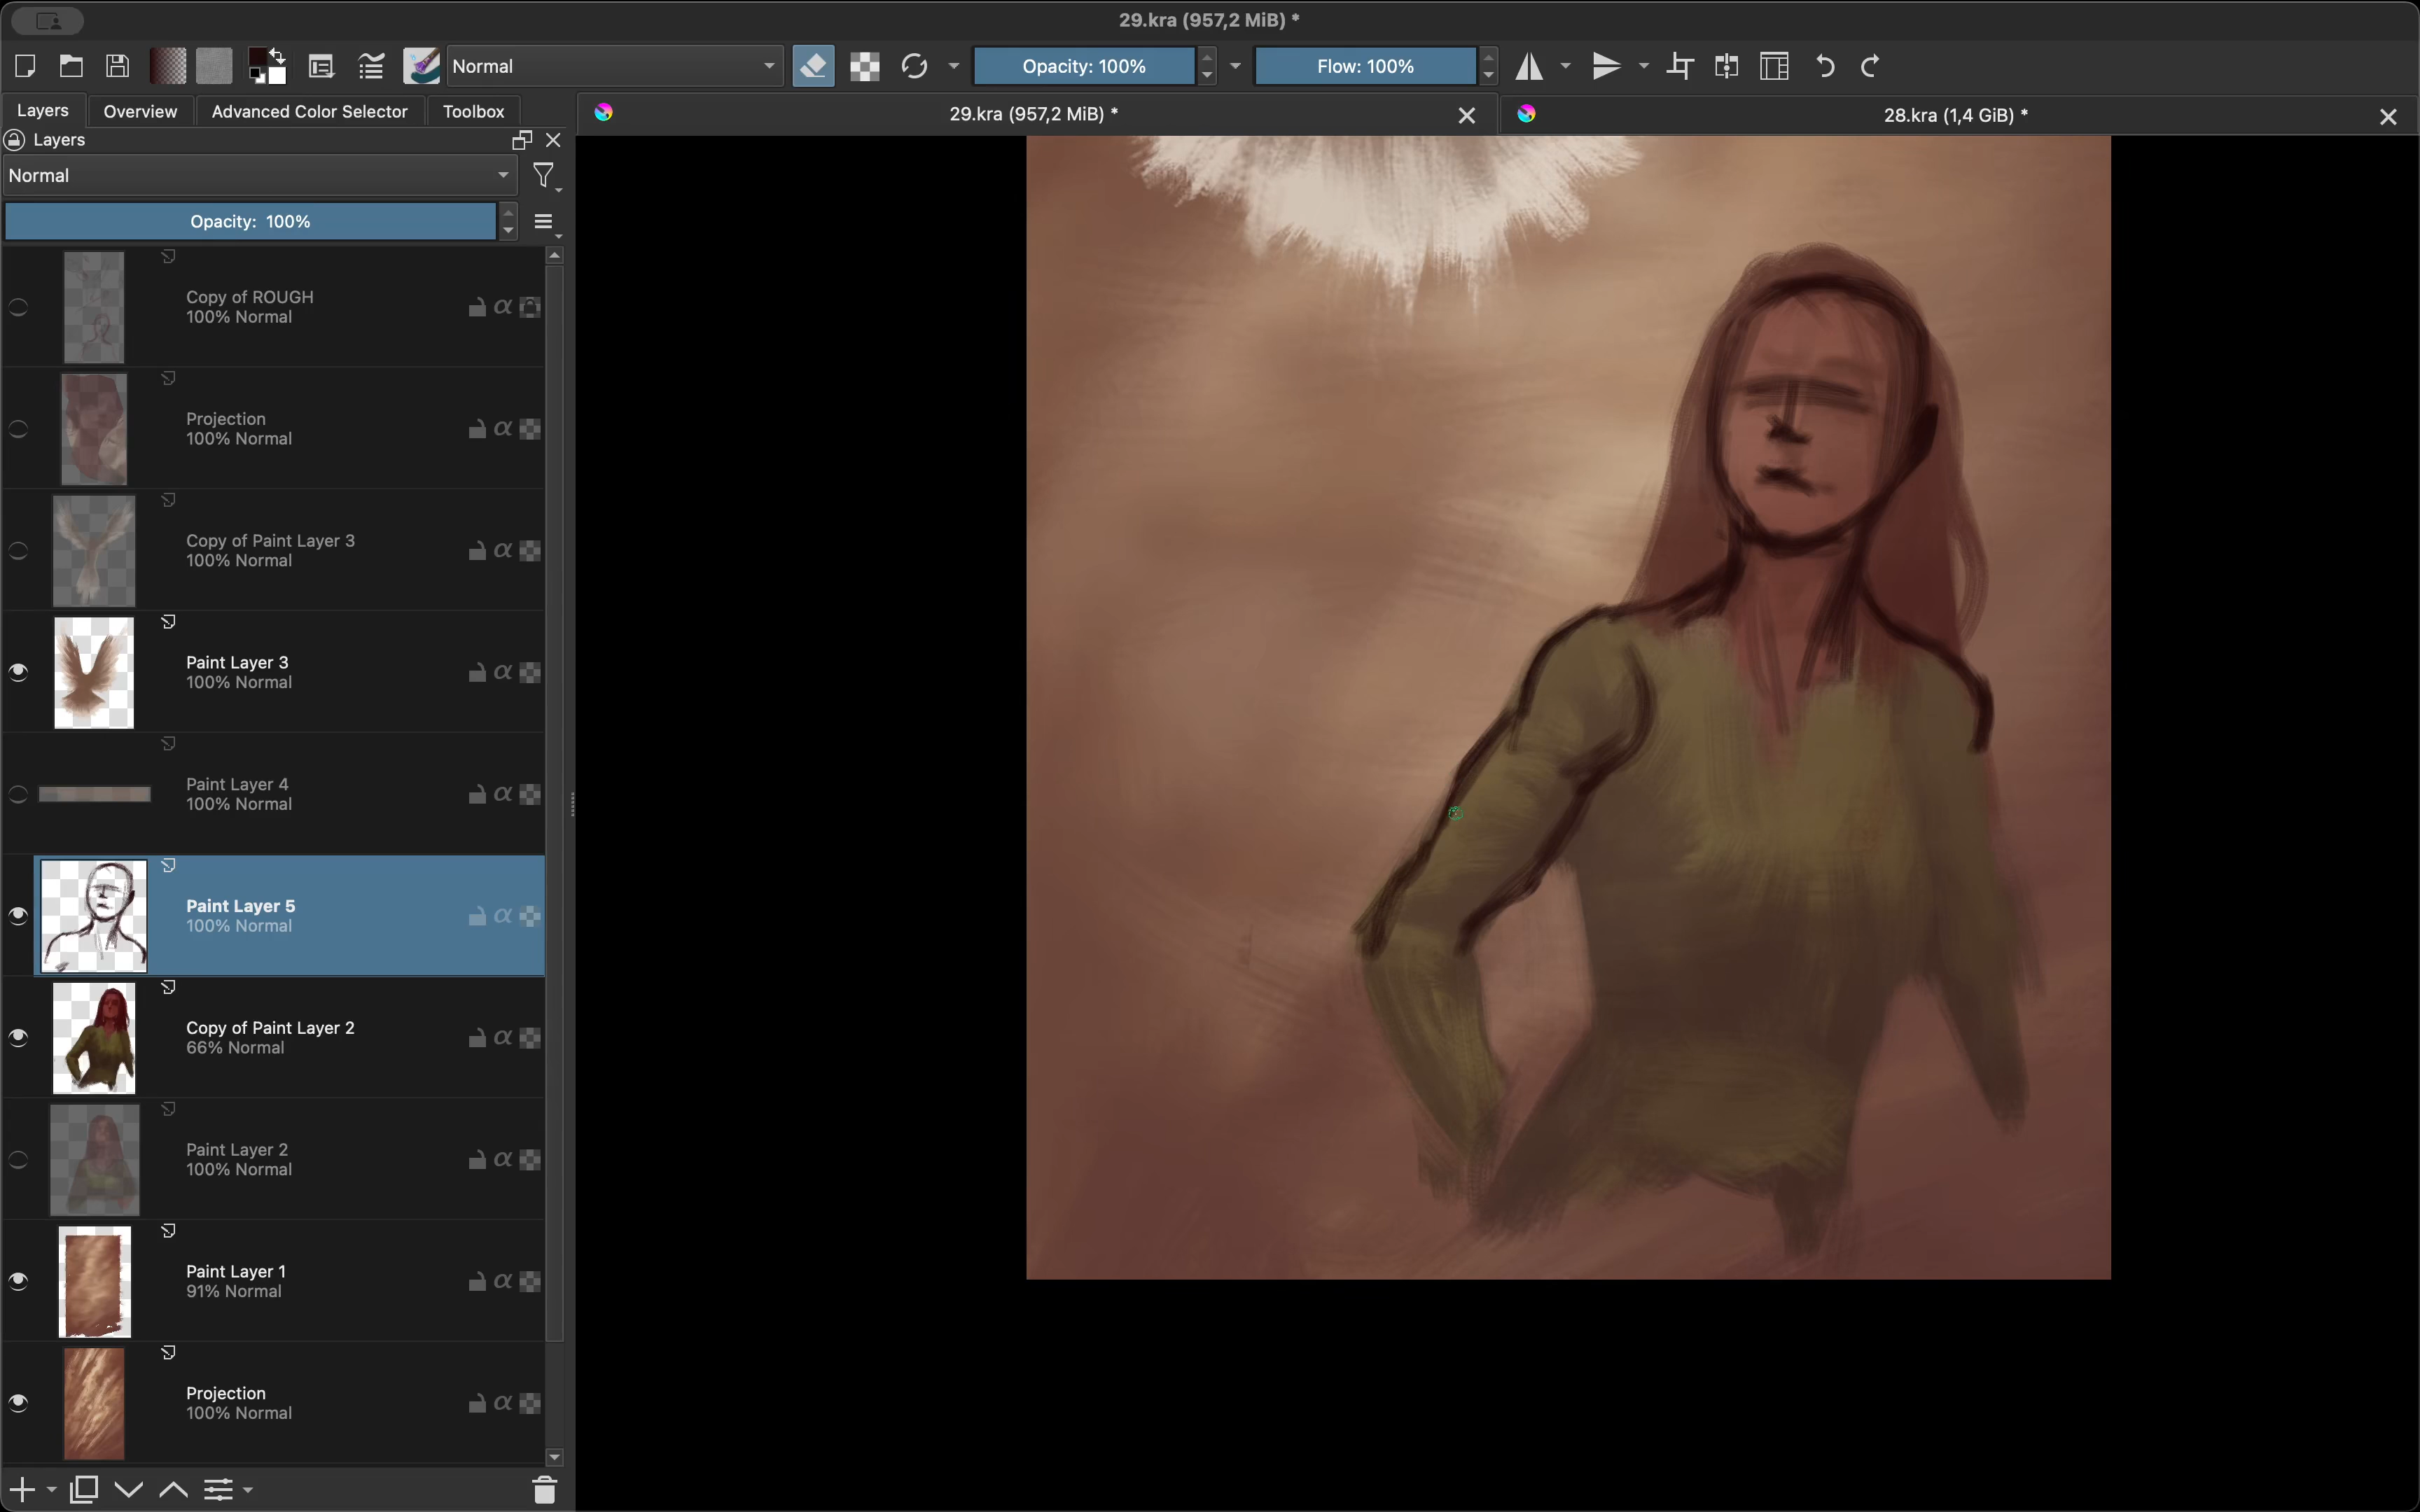 29.kra (957,2 MiB) *
Normal
Opacity: 100%
Flow: 100%
Layers
Overview
Advanced Color Selector
Toolbox
29.kra (957,2 MiB) *
28.kra (1,4 GiB) *
Layers
Normal
Opacity: 100%
Copy of ROUGH
100% Normal
Projection
100% Normal
Copy of Paint Layer 3
100% Normal
Paint Layer 3
100% Normal
Paint Layer 4
100% Normal
Paint Layer 5
100% Normal
Copy of Paint Layer 2
66% Normal
Paint Layer 2
100% Normal
Paint Layer 1
91% Normal
Projection
100% Normal